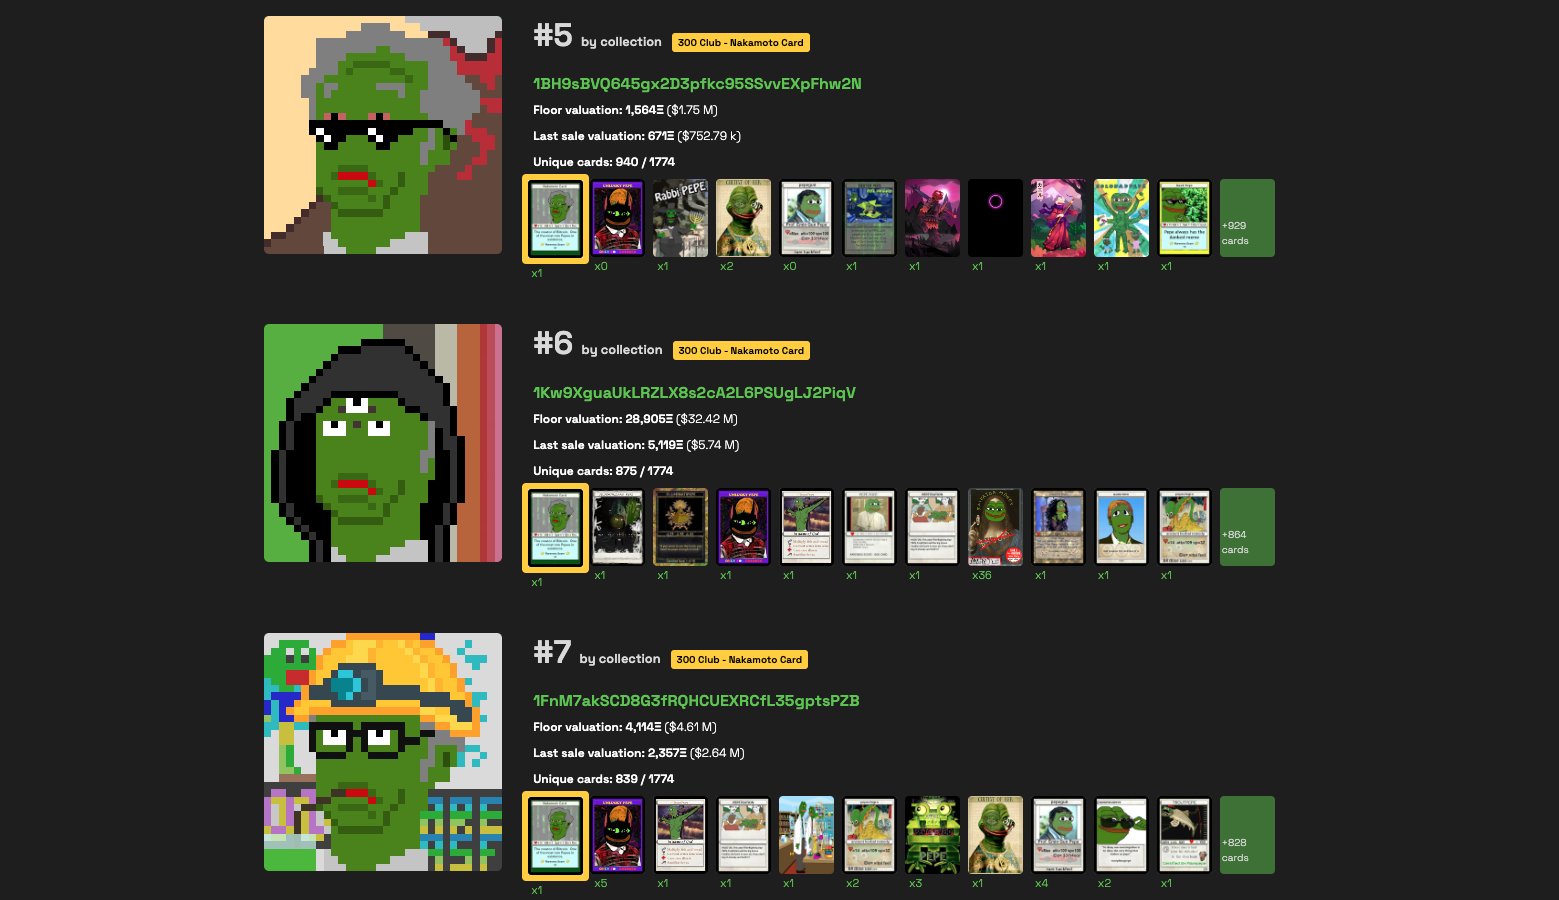 #5 by collection 300 Club - Nakamoto Card
1BH9sBVQ645gx2D3pfkc95SSvvEXpFhw2N
Floor valuation: 1,564Ξ ($1.75 M)
Last sale valuation: 671Ξ ($752.79 k)
Unique cards: 940 / 1774
Rabbi PEPE
+929
cards
x1 x0 x1 x2 x0 x1 x1 x1 x1 x1 x1
#6 by collection 300 Club - Nakamoto Card
1Kw9XguaUkLRZLX8s2cA2L6PSUgLJ2PiqV
Floor valuation: 28,905Ξ ($32.42 M)
Last sale valuation: 5,119Ξ ($5.74 M)
Unique cards: 875 / 1774
+864
cards
x1 x1 x1 x1 x1 x1 x1 x36 x1 x1 x1
#7 by collection 300 Club - Nakamoto Card
1FnM7akSCD8G3fRQHCUEXRCfL35gptsPZB
Floor valuation: 4,114Ξ ($4.61 M)
Last sale valuation: 2,357Ξ ($2.64 M)
Unique cards: 839 / 1774
PEPE
+828
cards
x1 x5 x1 x1 x1 x2 x3 x1 x4 x2 x1